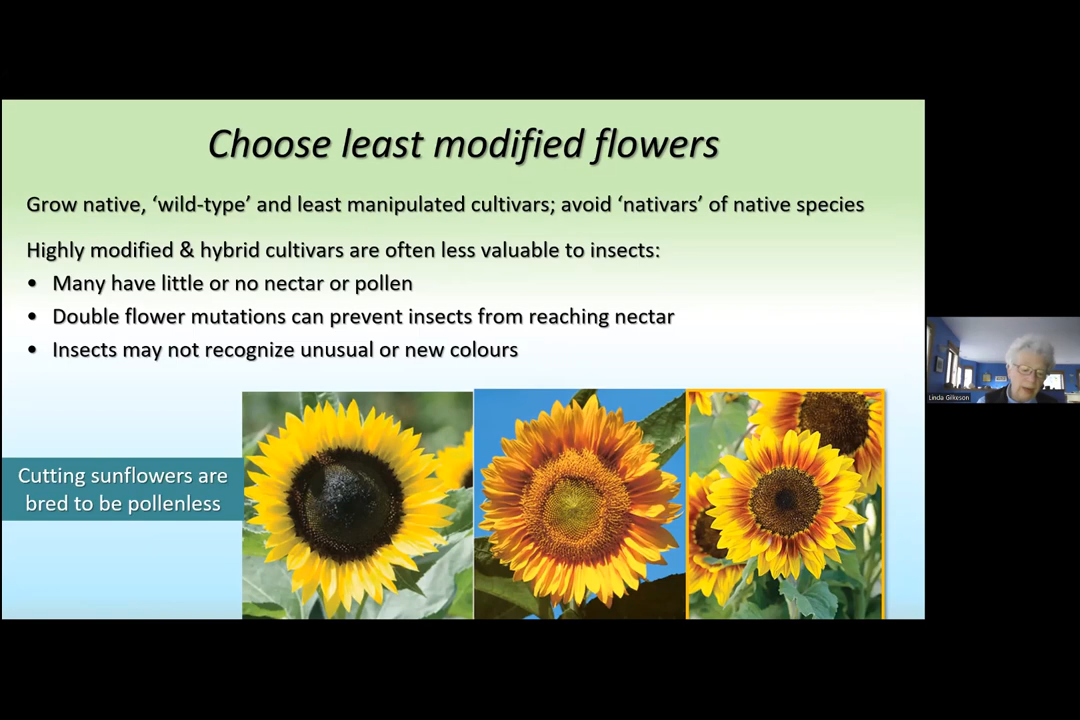 Choose least modified flowers
Grow native, ‘wild-type’ and least manipulated cultivars; avoid ‘nativars’ of native species
Highly modified & hybrid cultivars are often less valuable to insects:
• Many have little or no nectar or pollen
• Double flower mutations can prevent insects from reaching nectar
• Insects may not recognize unusual or new colours
Cutting sunflowers are
bred to be pollenless
Linda Gilkeson